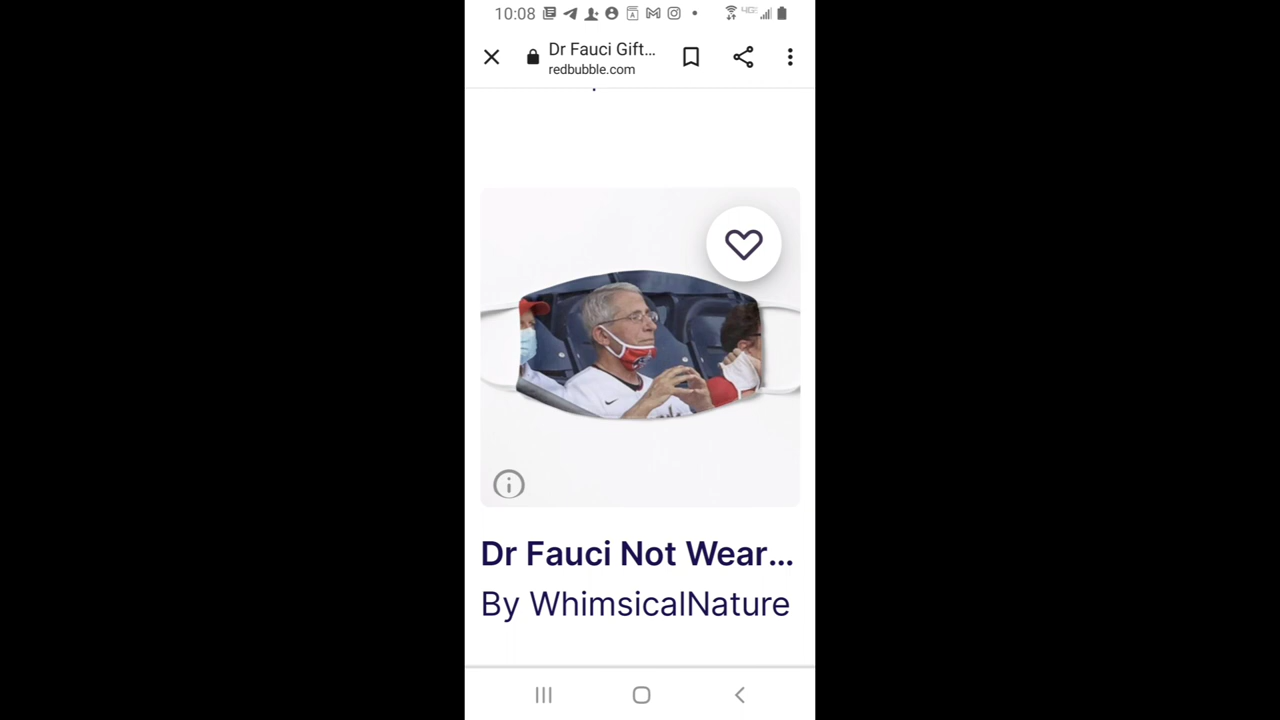 10:08
Dr Fauci Gift...
redbubble.com
Dr Fauci Not Wear...
By WhimsicalNature